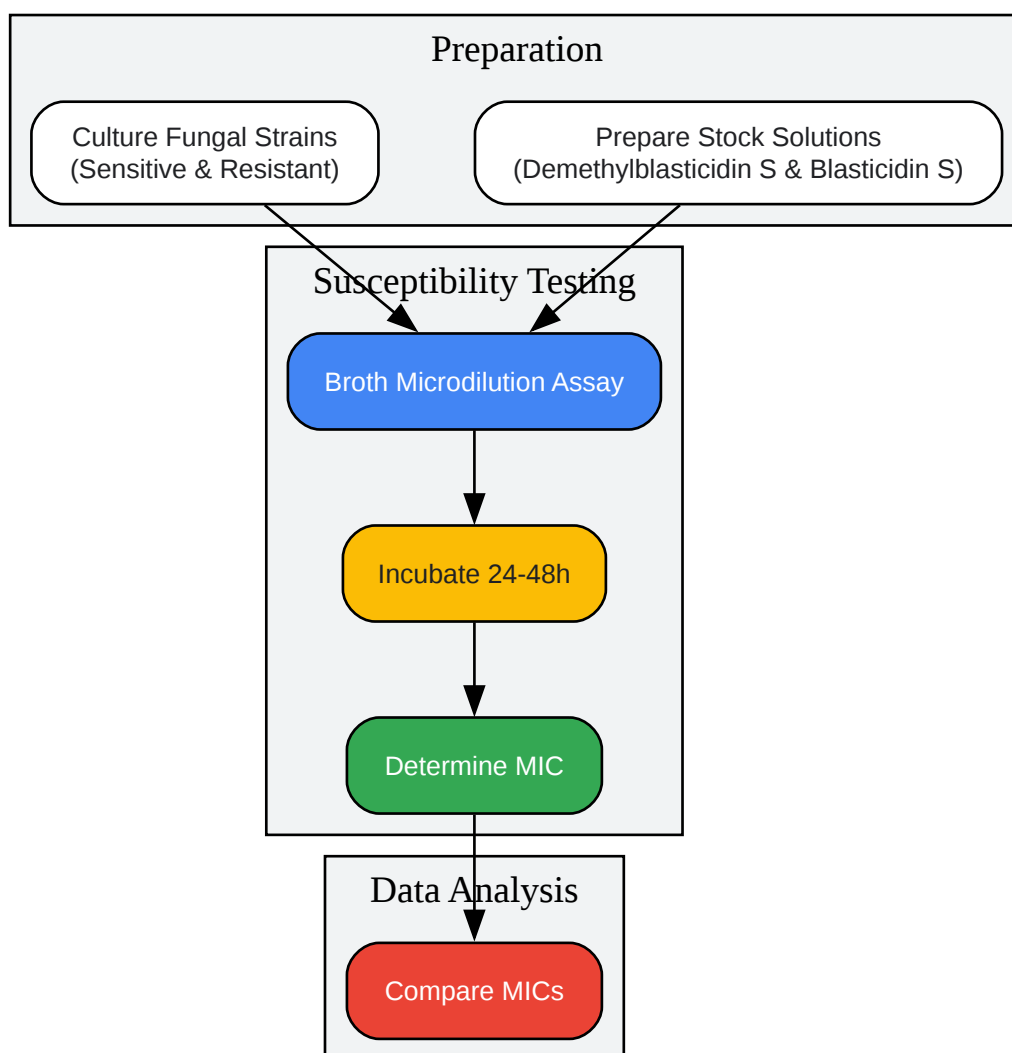 Preparation
Culture Fungal Strains
(Sensitive & Resistant)
Prepare Stock Solutions
(Demethylblasticidin S & Blasticidin S)
Susceptibility Testing
Broth Microdilution Assay
Incubate 24-48h
Determine MIC
Data Analysis
Compare MICs